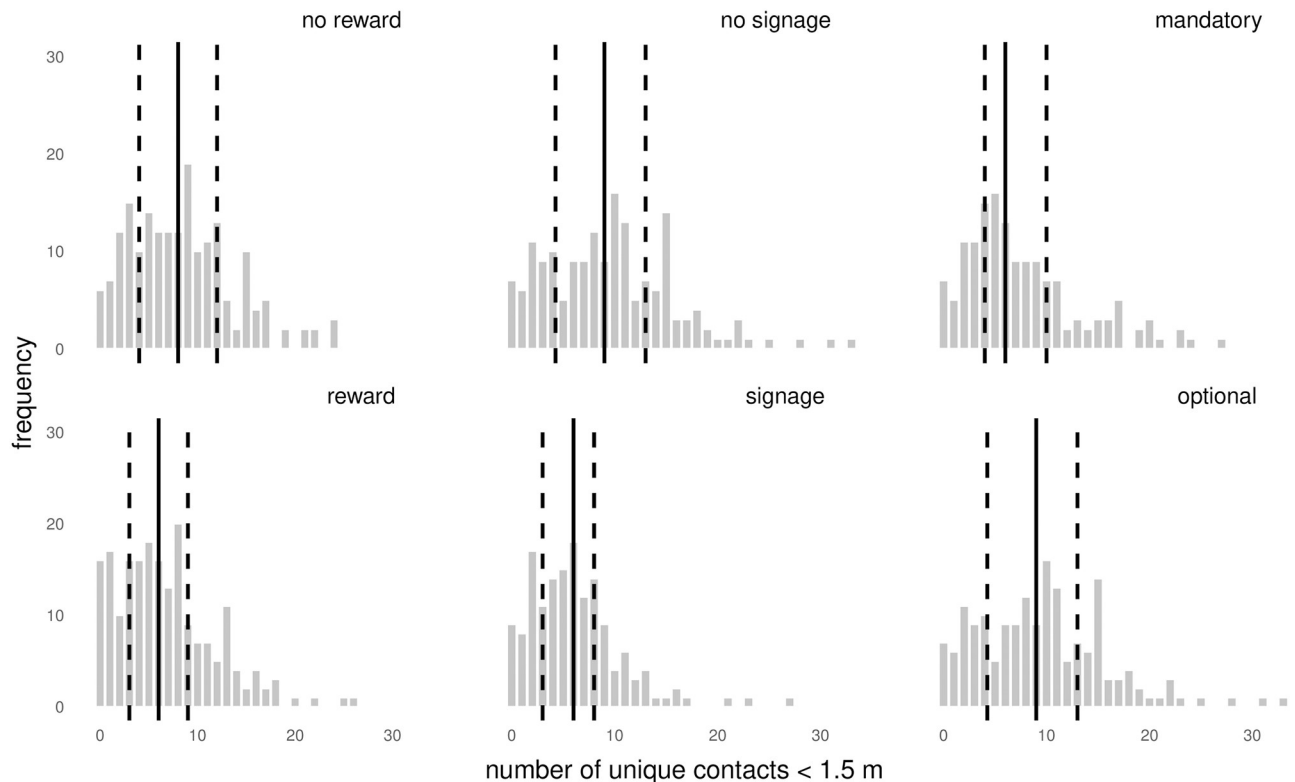 no reward
no signage
mandatory
30
20
10
0
frequency
reward
signage
optional
30
20
10
0
0 10 20 30
0 10 20 30
0 10 20 30
number of unique contacts < 1.5 m